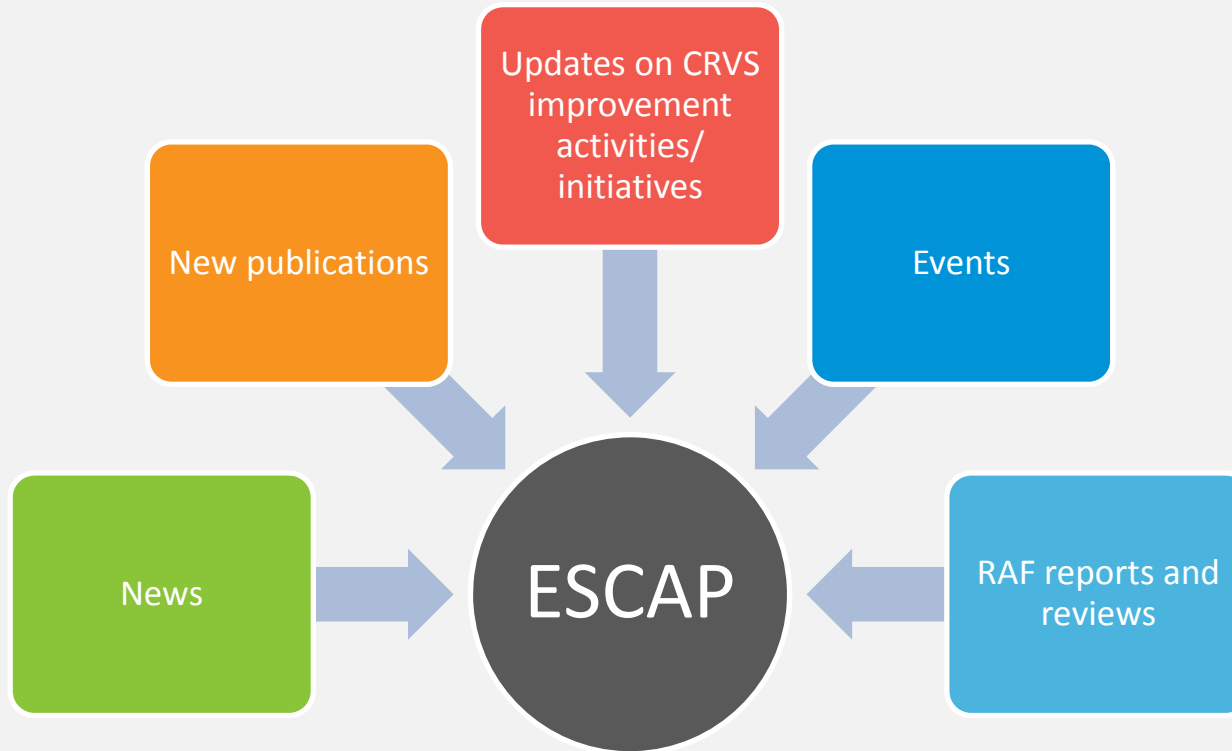 Updates on CRVS
improvement
activities/
initiatives
New publications
Events
News
ESCAP
RAF reports and
reviews